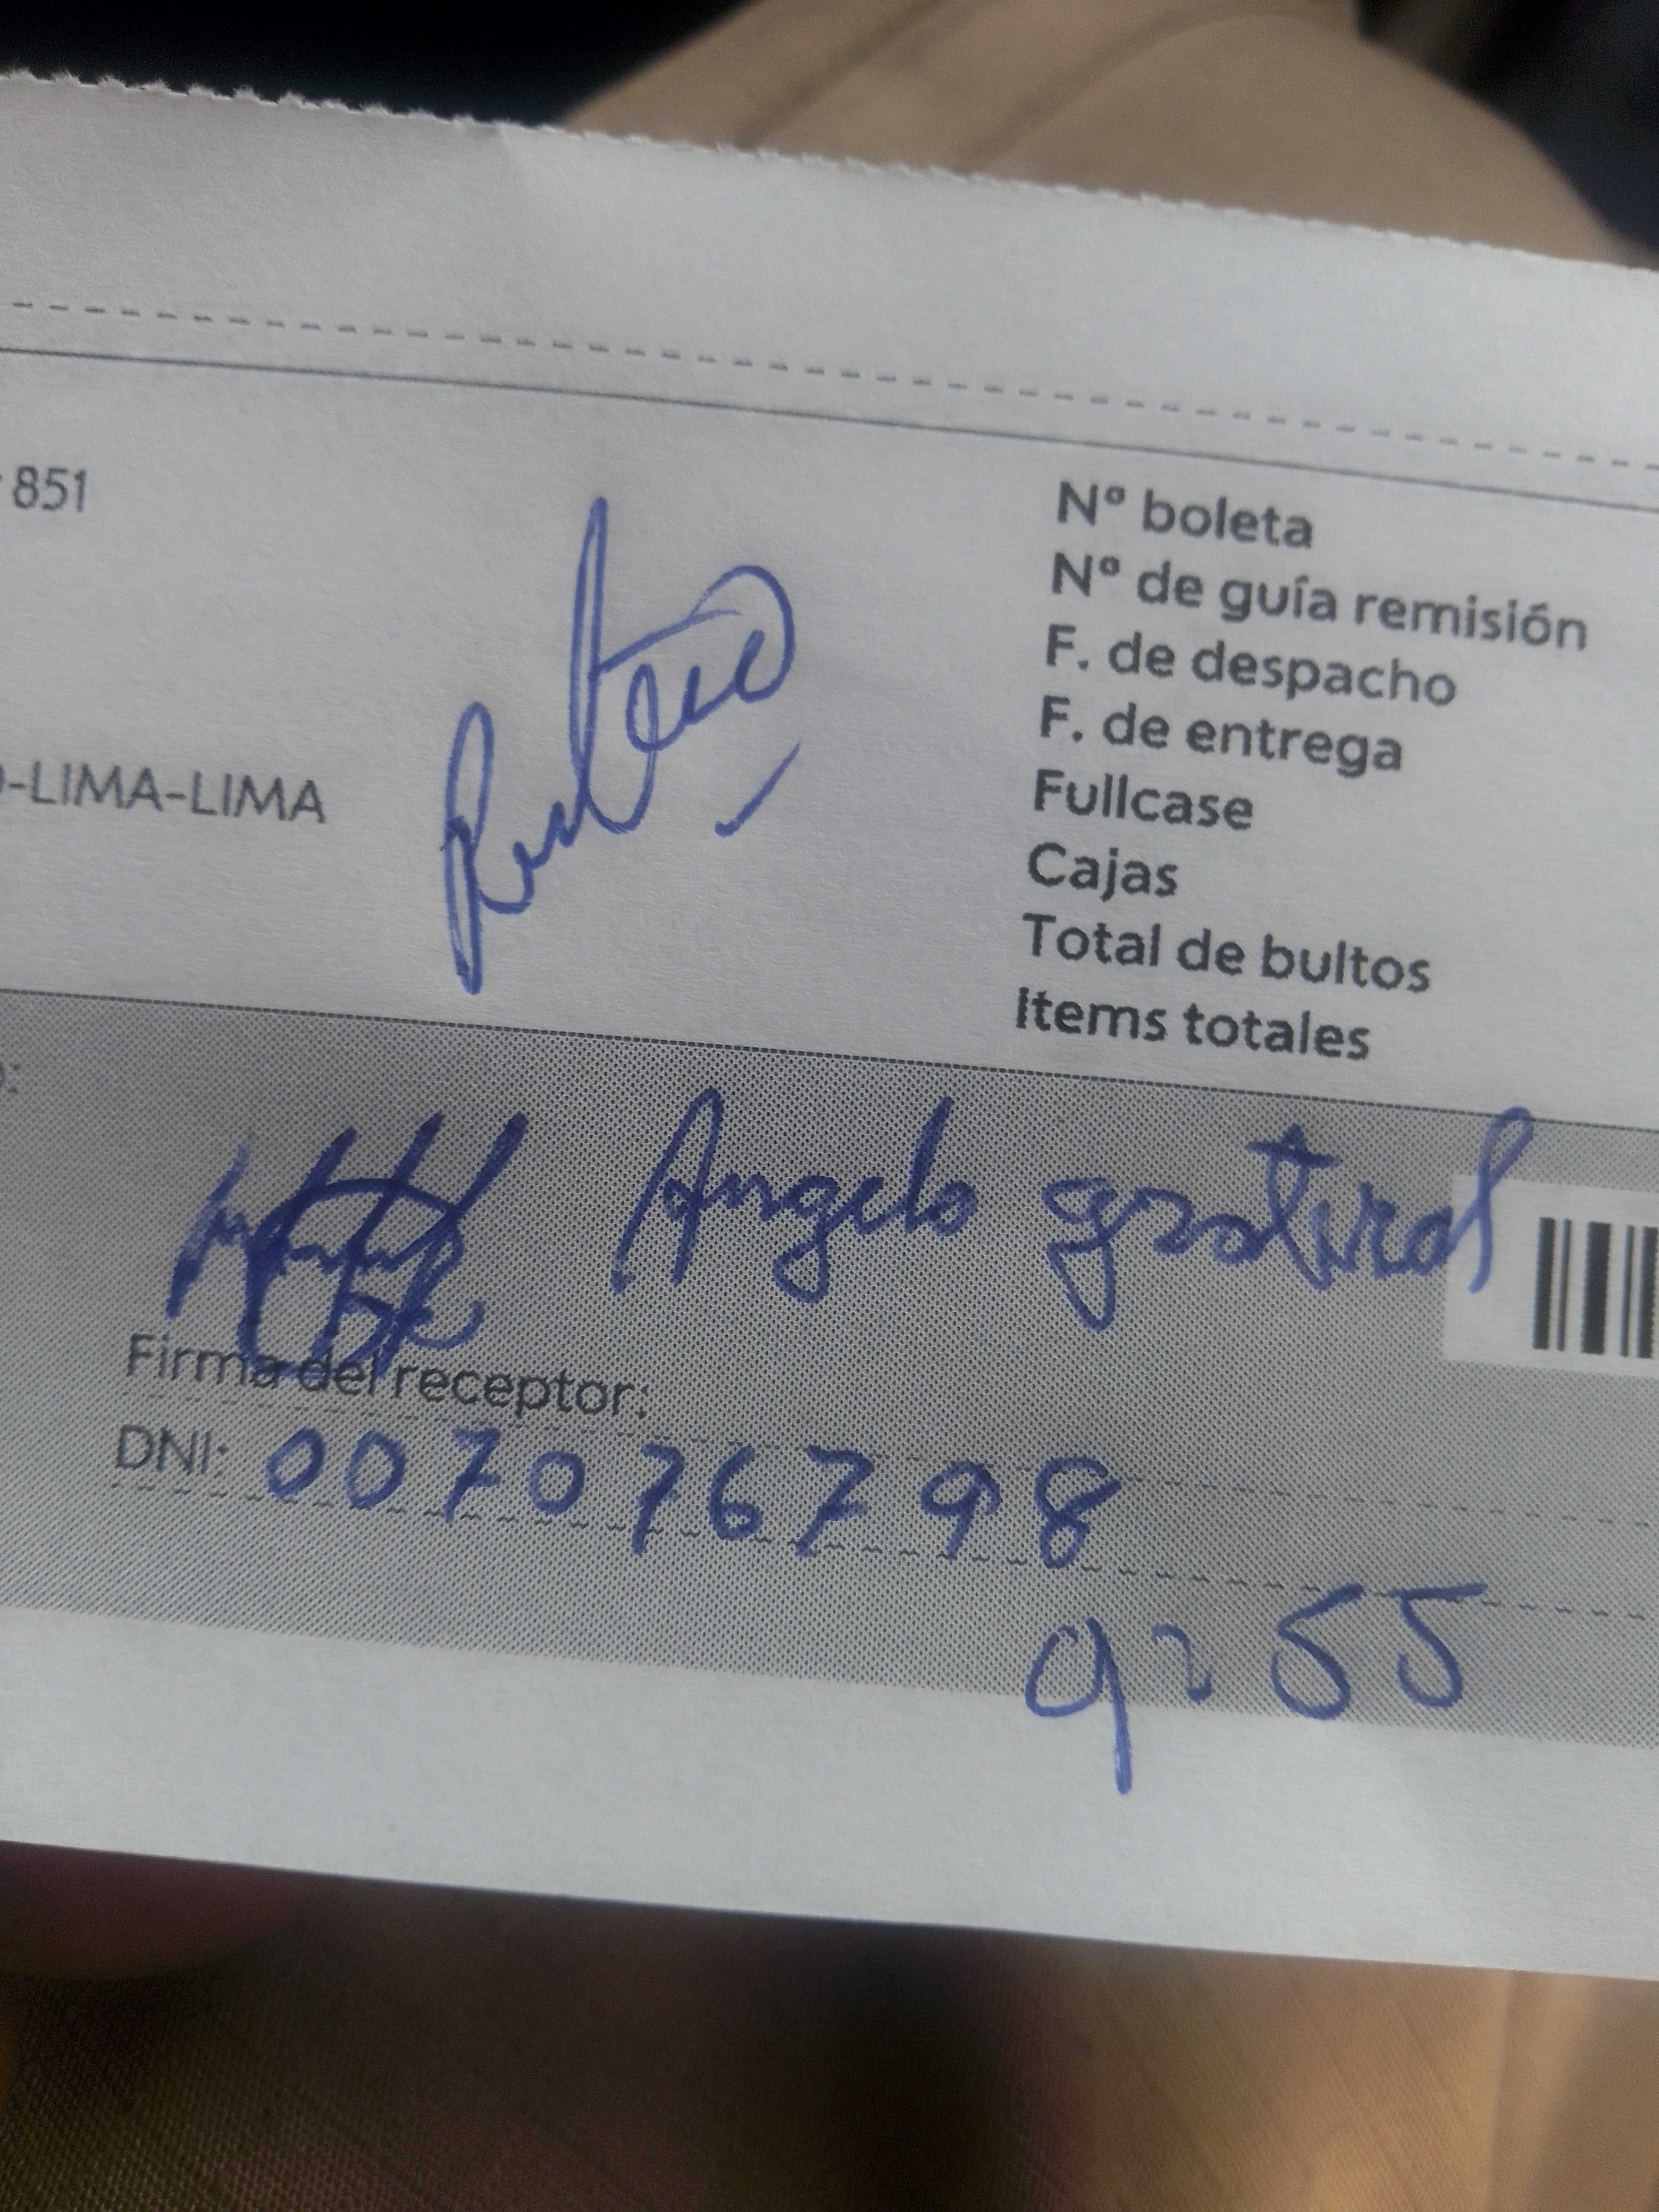 851
Nº boleta
Nº de guía remisión
F. de despacho
-LIMA-LIMA
F. de entrega
Fullcase
Cajas
Total de bultos
Items totales
Angelo
Firma del receptor:
DNI: 007076798
9:55